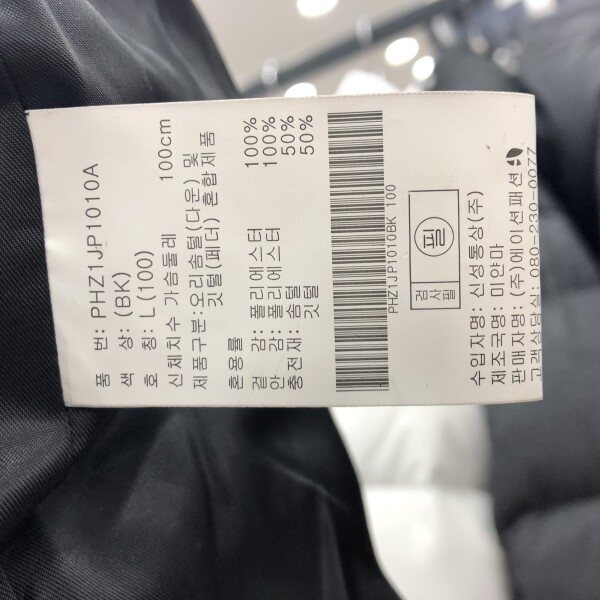 품 번: PHZ1JP1010A
색 상: (BK)
호 칭: L (100)
신체치수 가슴둘레 100cm
제품구분:오리솜털(다운) 및
깃털(페더) 혼합제품
혼용률
겉 감: 폴리에스터 100%
안 감: 폴리에스터 100%
충전재: 솜털 50%
깃털 50%
PHZ1JP1010BK 100
검사필
필
수입자명: 신성통상(주)
제조국명: 미얀마
판매자명: (주)에이션패션
고객상담실: 080-230-0077